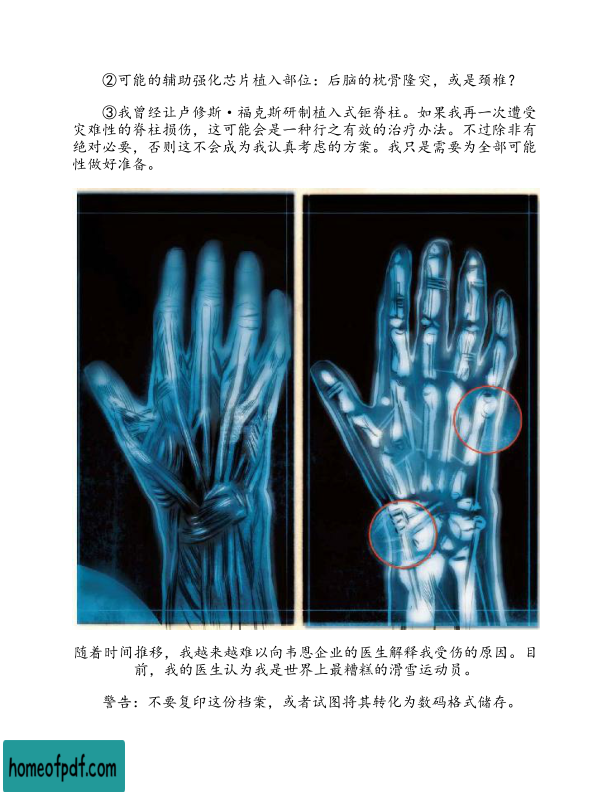 ②可能的辅助强化芯片植入部位：后脑的枕骨隆突，或是颈椎？
③我曾经让卢修斯·福克斯研制植入式钜脊柱。如果我再一次遭受
灾难性的脊柱损伤，这可能会是一种行之有效的治疗办法。不过除非有
绝对必要，否则这不会成为我认真考虑的方案。我只是需要为全部可能
性做好准备。
随着时间推移，我越来越难以向韦恩企业的医生解释我受伤的原因。目
前，我的医生认为我是世界上最糟糕的滑雪运动员。
警告：不要复印这份档案，或者试图将其转化为数码格式储存。
homeofpdf.com